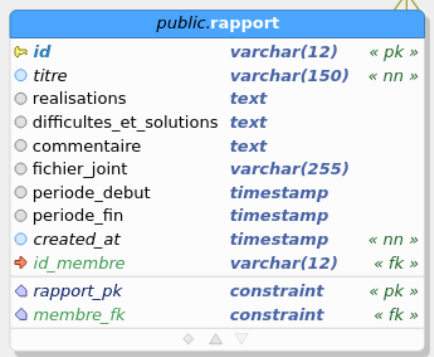 public.rapport
id varchar(12) « pk »
titre varchar(150) « nn »
realisations text
difficultes_et_solutions text
commentaire text
fichier_joint varchar(255)
periode_debut timestamp
periode_fin timestamp
created_at timestamp « nn »
id_membre varchar(12) « fk »
rapport_pk constraint « pk »
membre_fk constraint « fk »